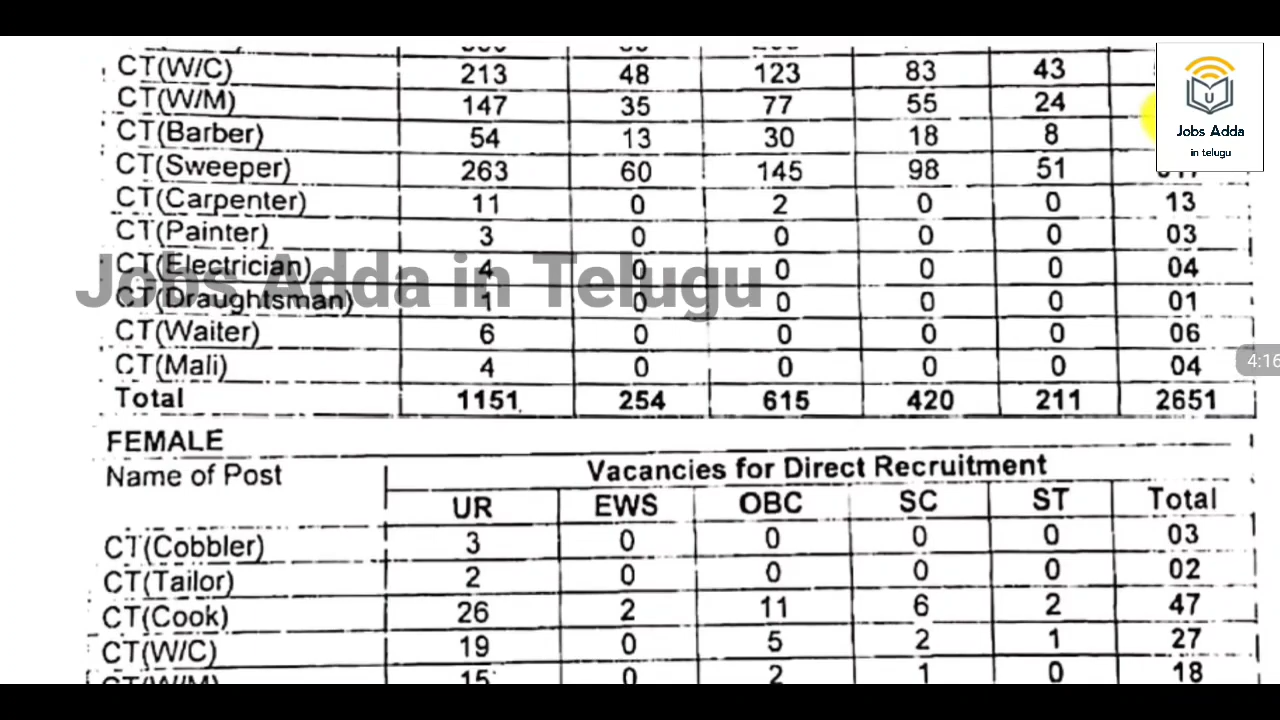 CT(W/C) 213 48 123 83 43
CT(W/M) 147 35 77 55 24
CT(Barber) 54 13 30 18 8
CT(Sweeper) 263 60 145 98 51
CT(Carpenter) 11 0 2 0 0 13
CT(Painter) 3 0 0 0 0 03
CT(Electrician) 4 0 0 0 0 04
CT(Draughtsman) 1 0 0 0 0 01
CT(Waiter) 6 0 0 0 0 06
CT(Mali) 4 0 0 0 0 04
Total 1151 254 615 420 211 2651
FEMALE
Name of Post Vacancies for Direct Recruitment
UR EWS OBC SC ST Total
CT(Cobbler) 3 0 0 0 0 03
CT(Tailor) 2 0 0 0 0 02
CT(Cook) 26 2 11 6 2 47
CT(W/C) 19 0 5 2 1 27
CT(W/M) 15 0 2 1 0 18
Jobs Adda in Telugu
U
Jobs Adda
in telugu
4:16